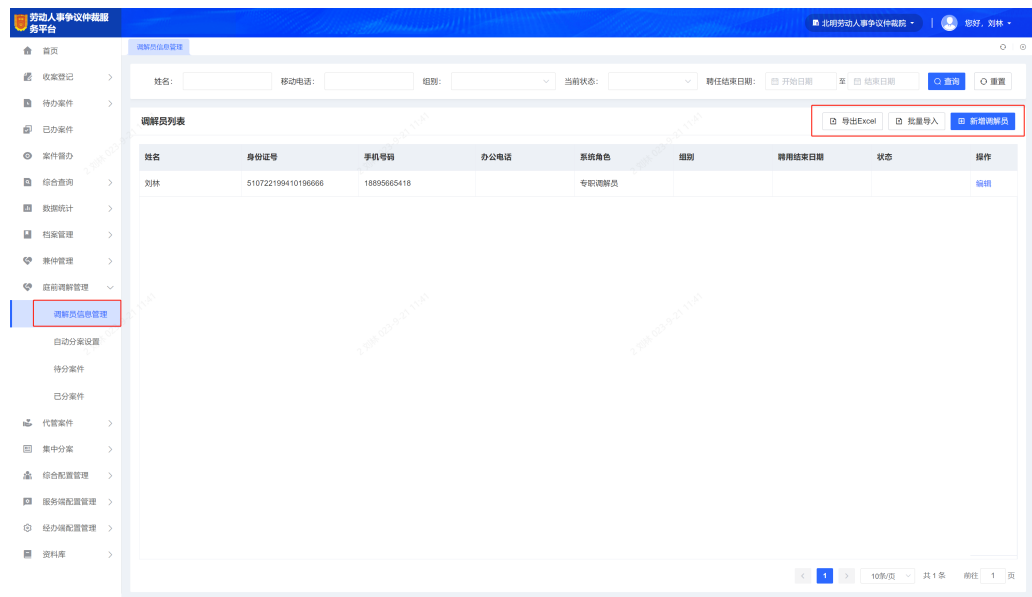 劳动人事争议仲裁服
务平台
北明劳动人事争议仲裁院
您好，刘林
首页
收案登记
待办案件
已办案件
案件督办
综合查询
数据统计
档案管理
兼仲管理
庭前调解管理
调解员信息管理
自动分案设置
待分案件
已分案件
代管案件
集中分案
综合配置管理
服务端配置管理
经办端配置管理
资料库
调解员信息管理
姓名： 移动电话： 组别： 当前状态： 聘任结束日期： 开始日期 至 结束日期 查询 重置
调解员列表 导出Excel 批量导入 新增调解员
姓名 身份证号 手机号码 办公电话 系统角色 组别 聘用结束日期 状态 操作
刘林 510722199410196666 18895665418 专职调解员 编辑
1 10条/页 共 1 条 前往 1 页